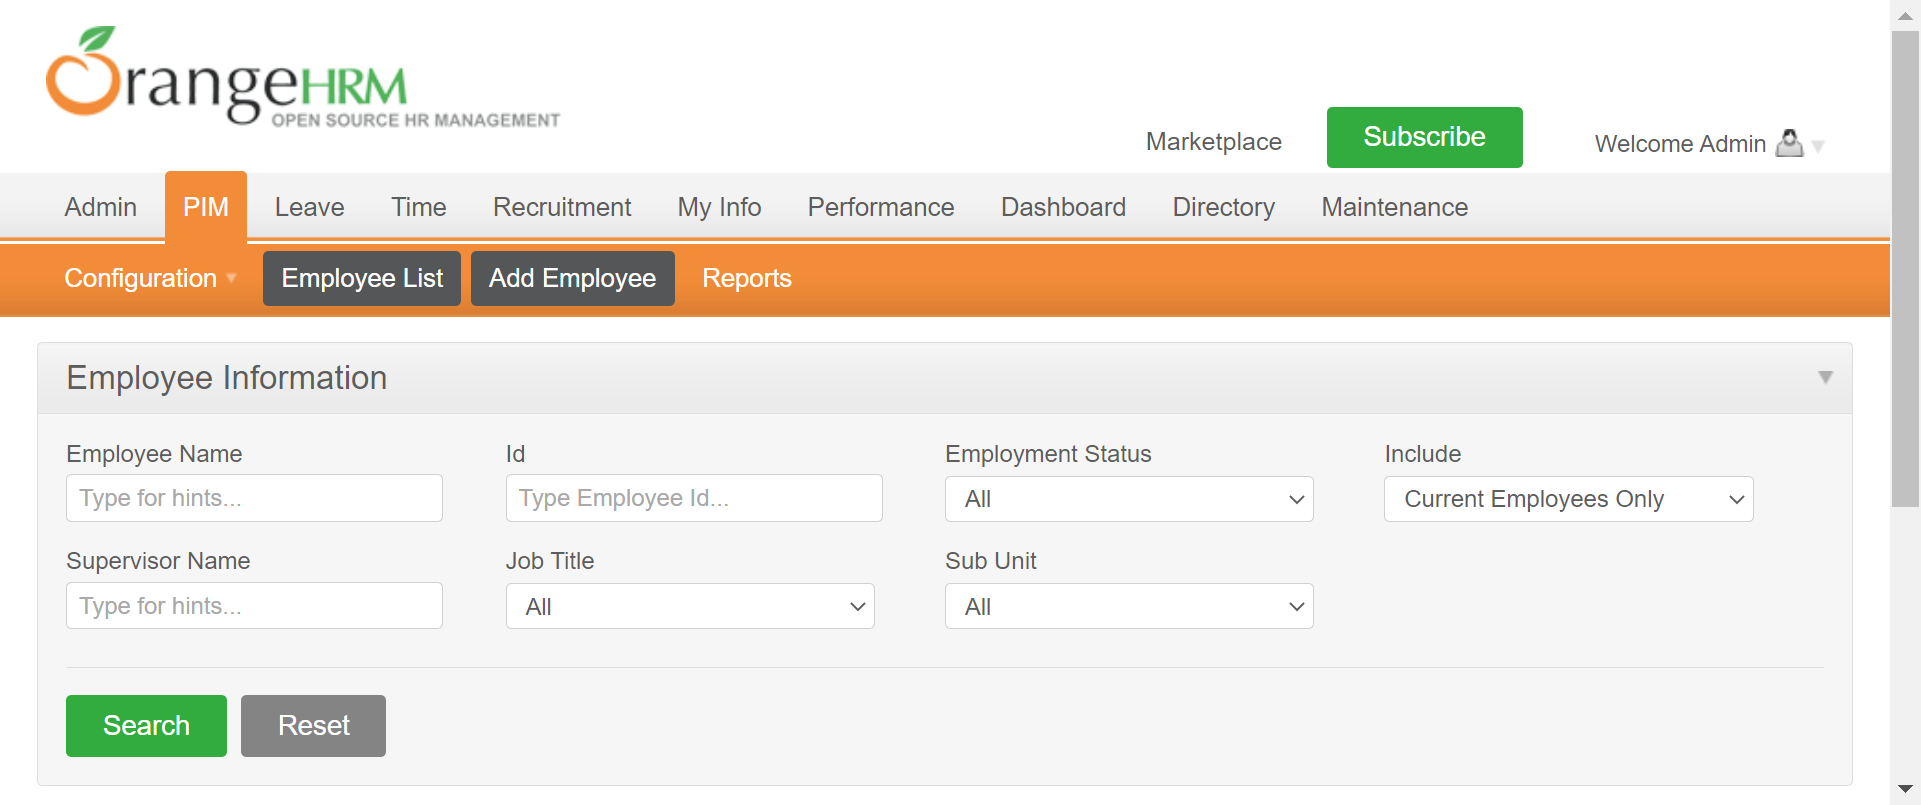 OrangeHRM
OPEN SOURCE HR MANAGEMENT
Marketplace
Subscribe
Welcome Admin
Admin PIM Leave Time Recruitment My Info Performance Dashboard Directory Maintenance
Configuration Employee List Add Employee Reports
Employee Information
Employee Name Id Employment Status Include
Type for hints... Type Employee Id... All Current Employees Only
Supervisor Name Job Title Sub Unit
Type for hints... All All
Search Reset